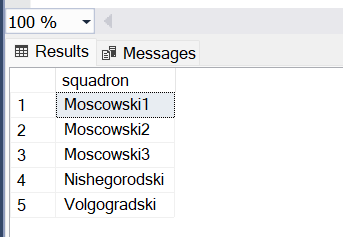 100 %
Results Messages
squadron
1 Moscowski1
2 Moscowski2
3 Moscowski3
4 Nishegorodski
5 Volgogradski